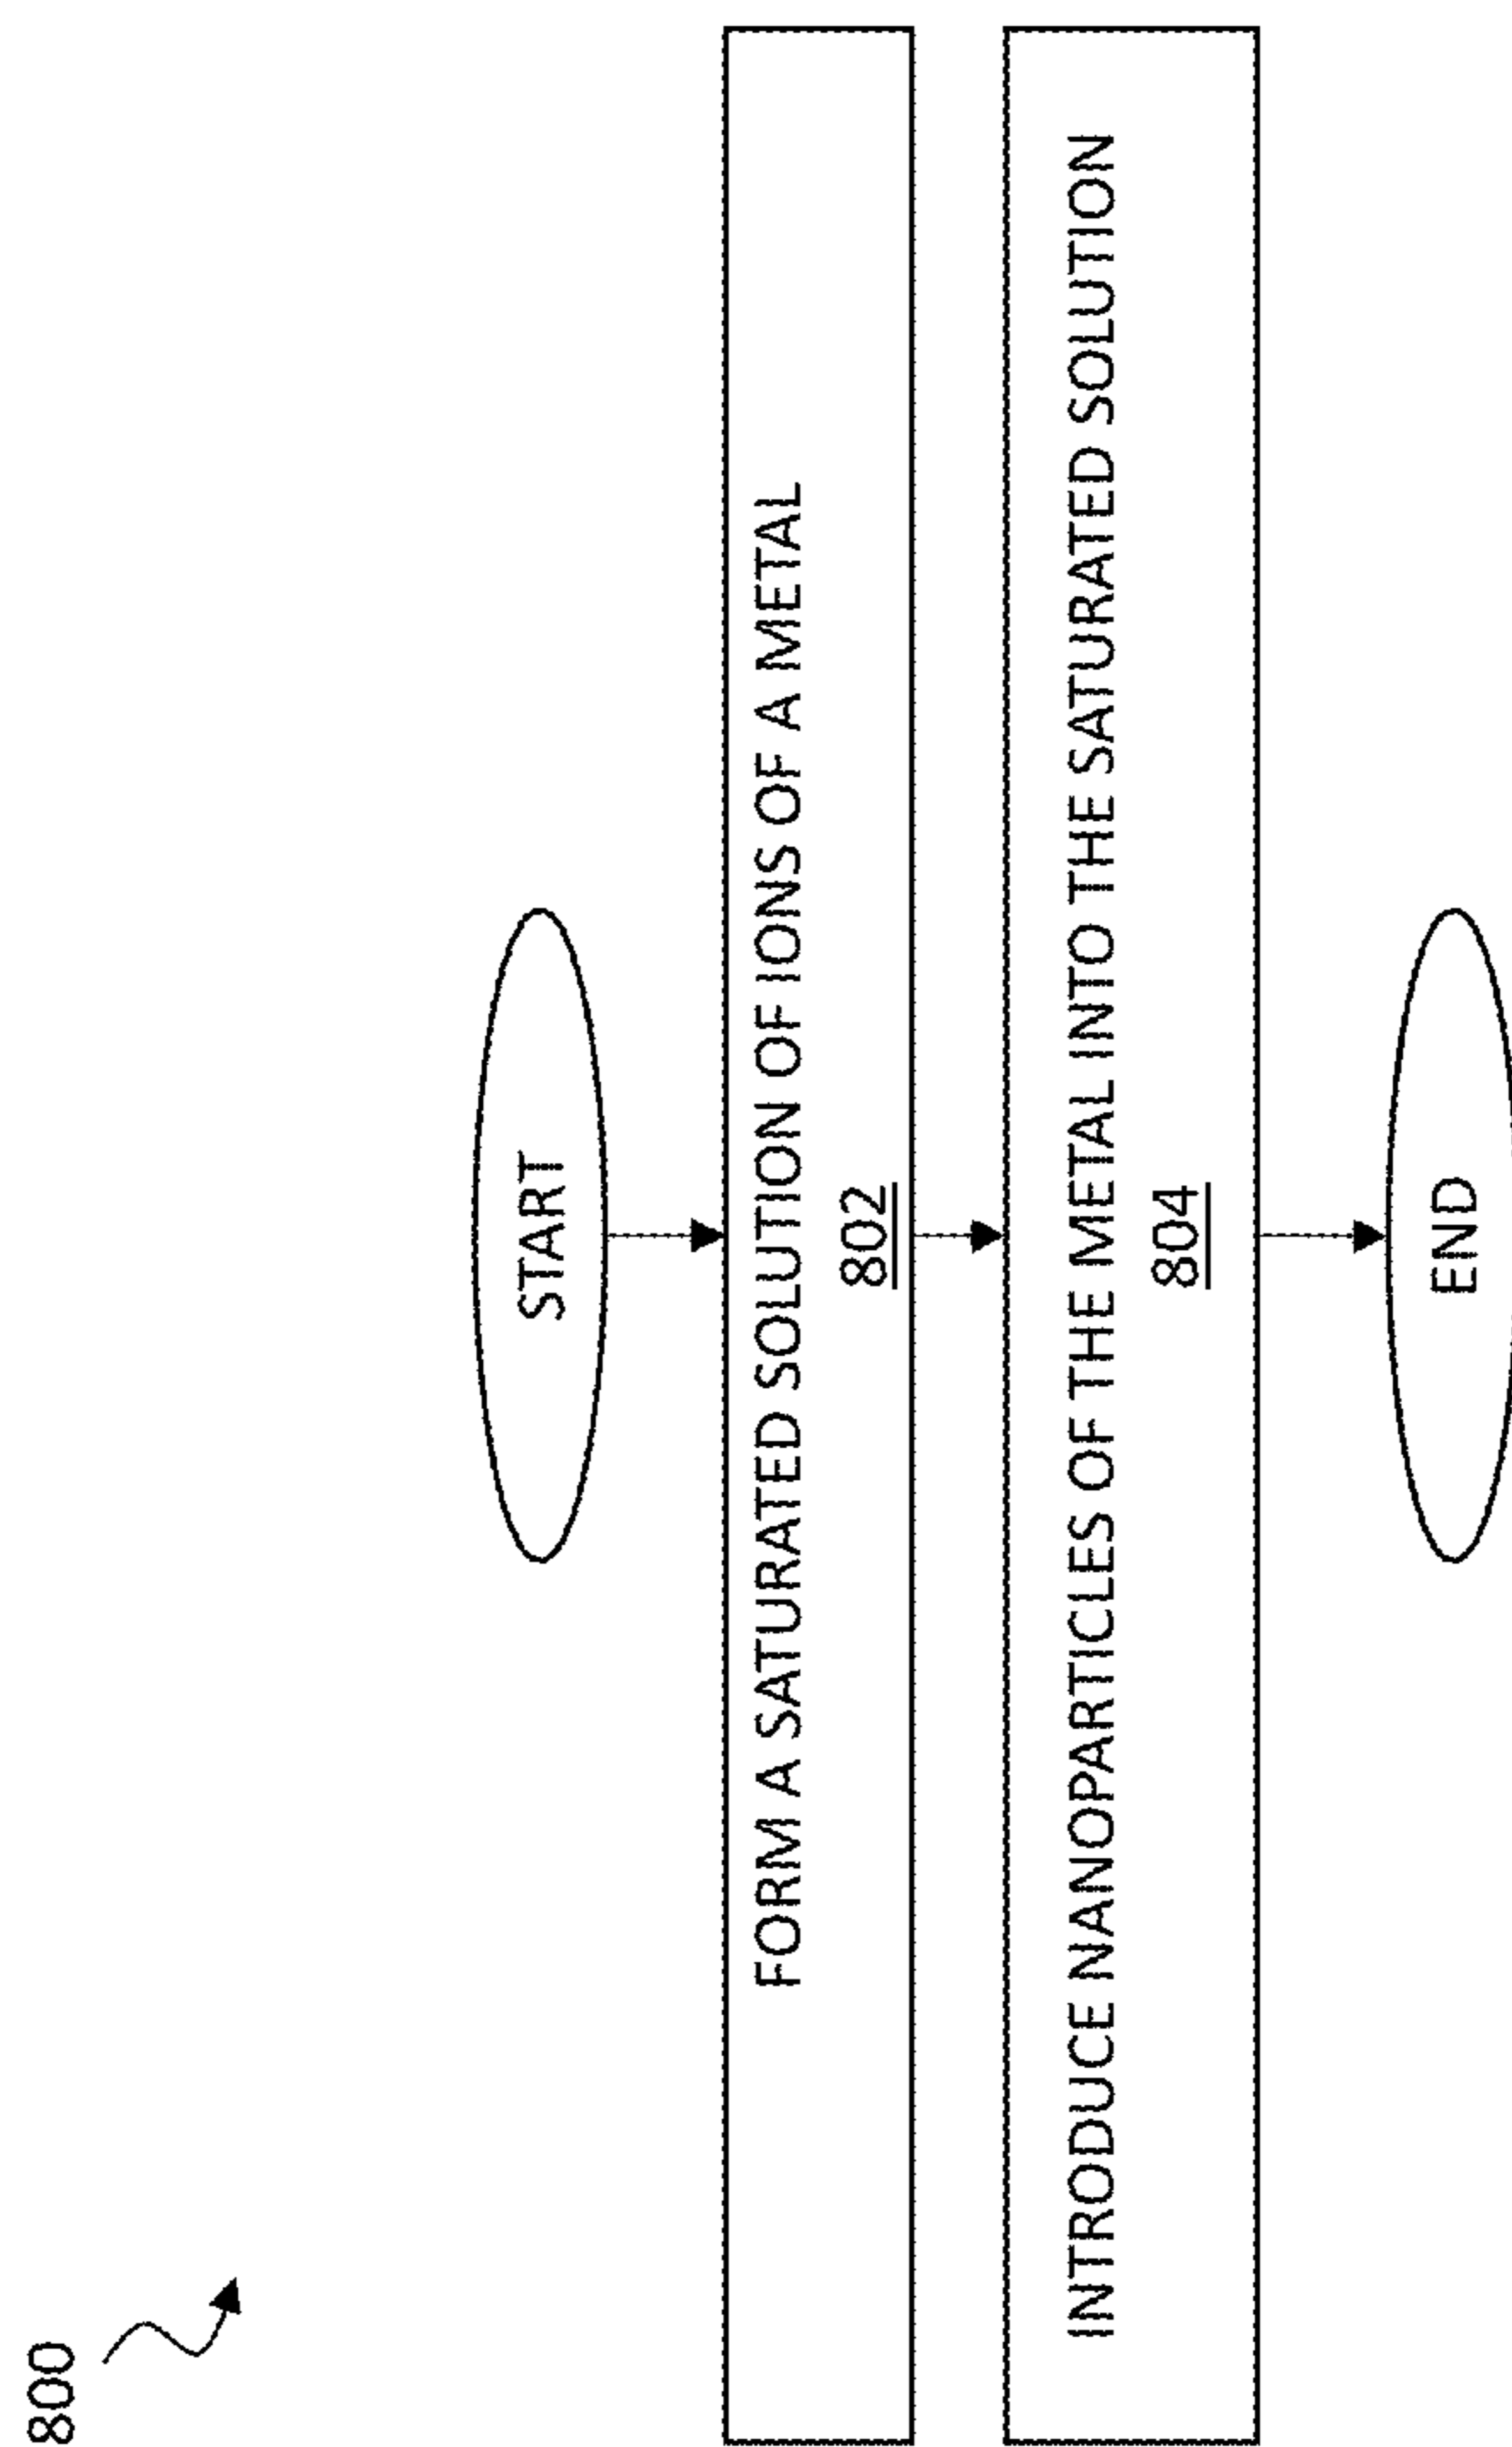 800
START
FORM A SATURATED SOLUTION OF IONS OF A METAL
802
INTRODUCE NANOPARTICLES OF THE METAL INTO THE SATURATED SOLUTION
804
END